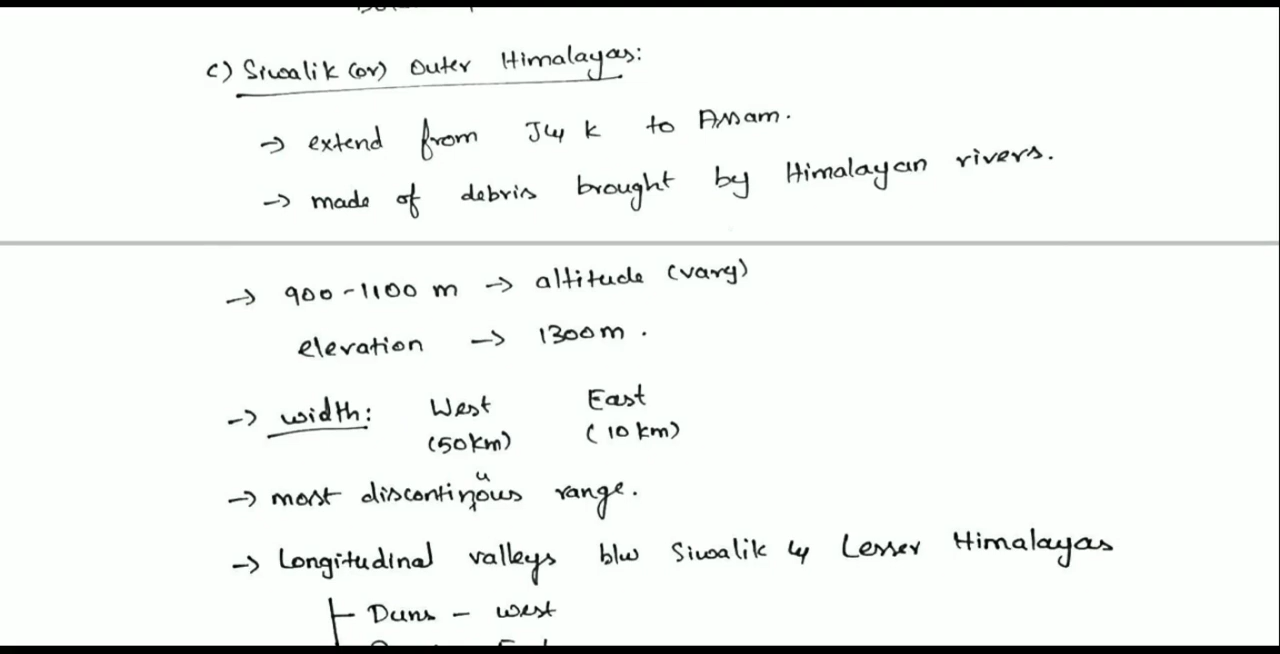 c) Siwalik (or) Outer Himalayas:
→ extend from J & K to Assam.
→ made of debris brought by Himalayan rivers.
→ 900-1100 m → altitude (vary)
elevation → 1300m.
→ width: West East
(50km) (10 km)
→ most discontinuous range.
→ Longitudinal valleys b/w Siwalik & Lesser Himalayas
Duns - west